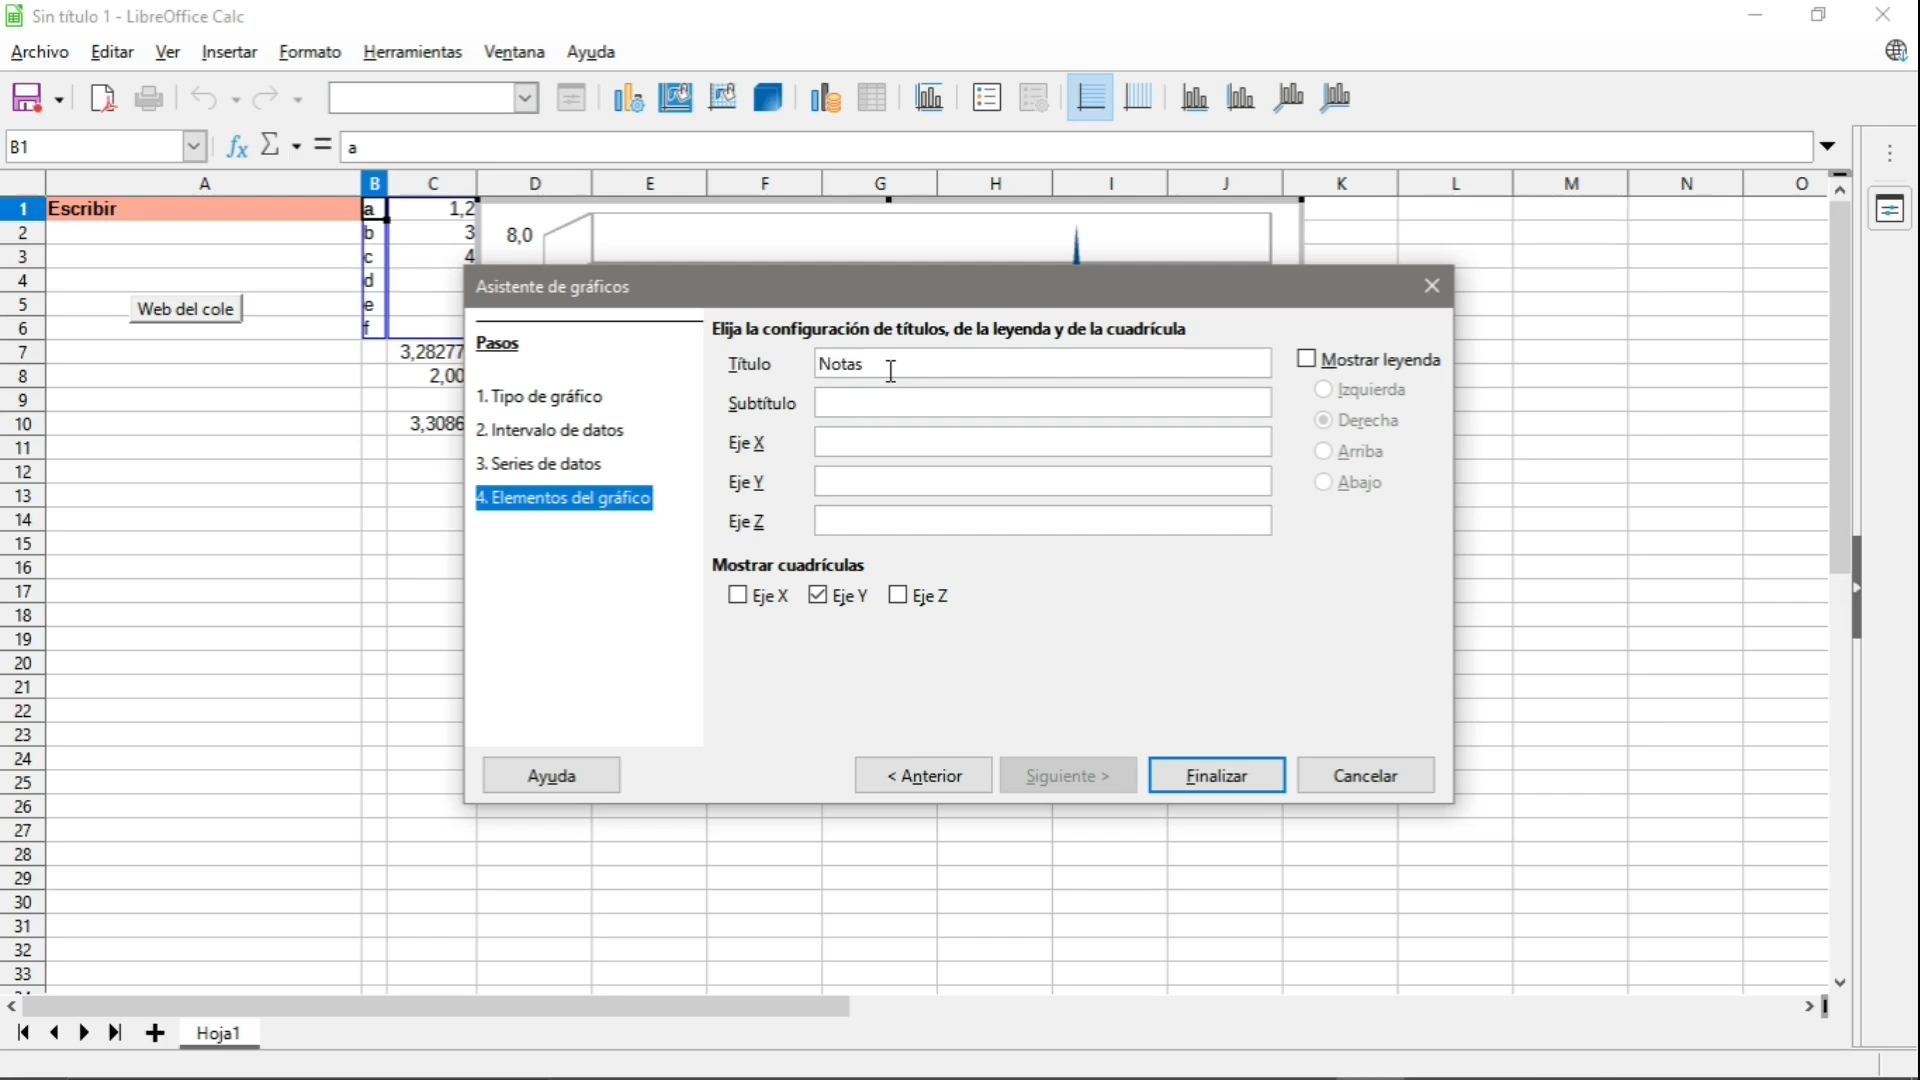 Sin título 1 - LibreOffice Calc
Archivo Editar Ver Insertar Formato Herramientas Ventana Ayuda
B1 fx Σ = a
A B C D E F G H I J K L M N O
1 Escribir a 1,2
8,0
2 b 3
3 c 4
4 d
5 Web del cole e
6 f
7 3,28277
8 2,00
9
10 3,3086
11
12
13
14
15
16
17
18
19
20
21
22
23
24
25
26
27
28
29
30
31
32
33
Asistente de gráficos
Pasos
1. Tipo de gráfico
2. Intervalo de datos
3. Series de datos
4. Elementos del gráfico
Elija la configuración de títulos, de la leyenda y de la cuadrícula
Título Notas
Subtítulo
Eje X
Eje Y
Eje Z
Mostrar leyenda
Izquierda
Derecha
Arriba
Abajo
Mostrar cuadrículas
Eje X Eje Y Eje Z
Ayuda < Anterior Siguiente > Finalizar Cancelar
Hoja1